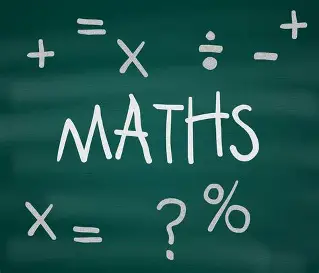 = +
+ × ÷ -
MATHS
× = ? %